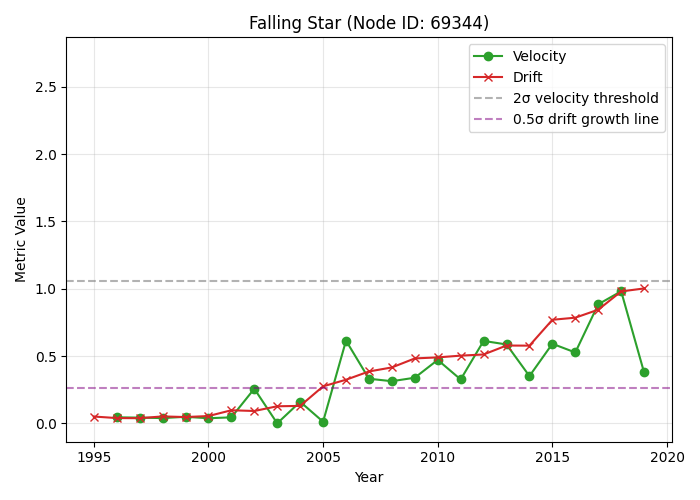 Falling Star (Node ID: 69344)
Velocity
Drift
2σ velocity threshold
0.5σ drift growth line
Metric Value
2.5
2.0
1.5
1.0
0.5
0.0
1995 2000 2005 2010 2015 2020
Year